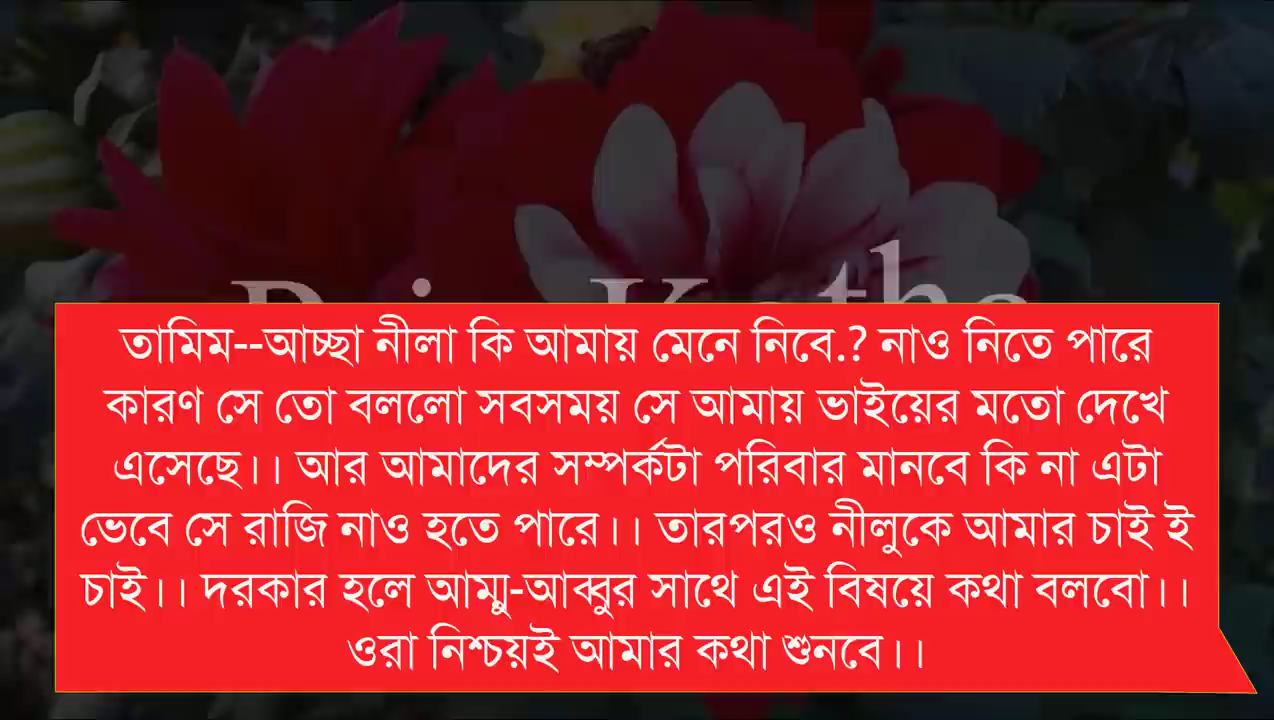 তামিম--আচ্ছা নীলা কি আমায় মেনে নিবে.? নাও নিতে পারে
কারণ সে তো বললো সবসময় সে আমায় ভাইয়ের মতো দেখে
এসেছে।। আর আমাদের সম্পর্কটা পরিবার মানবে কি না এটা
ভেবে সে রাজি নাও হতে পারে।। তারপরও নীলুকে আমার চাই ই
চাই।। দরকার হলে আম্মু-আব্বুর সাথে এই বিষয়ে কথা বলবো।।
ওরা নিশ্চয়ই আমার কথা শুনবে।।